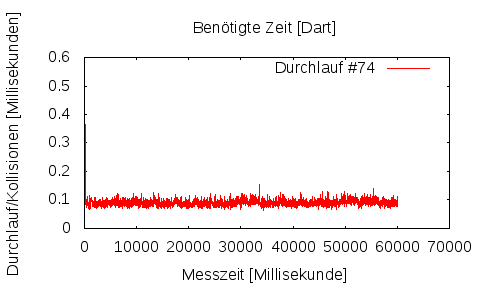 Benötigte Zeit [Dart]
Durchlauf/Kollisionen [Millisekunden]
0.6
0.5
0.4
0.3
0.2
0.1
0
Durchlauf #74
0 10000 20000 30000 40000 50000 60000 70000
Messzeit [Millisekunde]